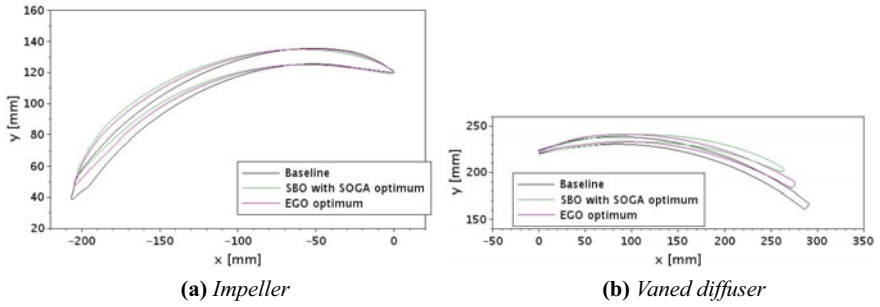 160
140
120
100
80
60
40
20
y [mm]
−200
−150
−100
−50
0
x [mm]
Baseline
SBO with SOGA optimum
EGO optimum
(a) Impeller
250
200
150
y [mm]
−50
0
50
100
150
200
250
300
350
x [mm]
Baseline
SBO with SOGA optimum
EGO optimum
(b) Vaned diffuser